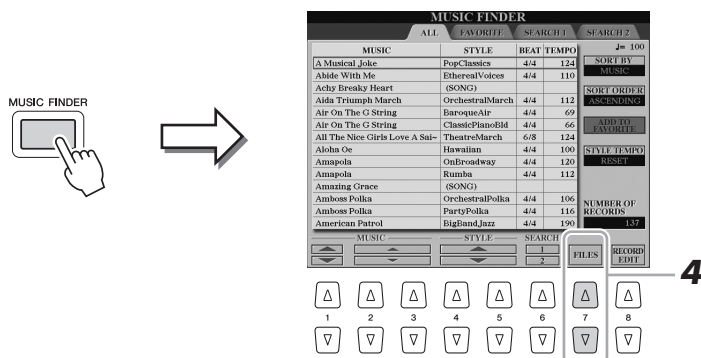 MUSIC FINDER
MUSIC FINDER
ALL FAVORITE SEARCH 1 SEARCH 2
MUSIC STYLE BEAT TEMPO
A Musical Joke PopClassics 4/4 124
Abide With Me EtherealVoices 4/4 110
Achy Breaky Heart (SONG)
Aida Triumph March OrchestralMarch 4/4 112
Air On The G String BaroqueAir 4/4 69
Air On The G String ClassicPianoBld 4/4 66
All The Nice Girls Love A Sai~ TheatreMarch 6/8 124
Aloha Oe Hawaiian 4/4 100
Amapola OnBroadway 4/4 120
Amapola Rumba 4/4 112
Amazing Grace (SONG)
Amboss Polka OrchestralPolka 4/4 106
Amboss Polka PartyPolka 4/4 116
American Patrol BigBandJazz 4/4 190
♩= 100
SORT BY
MUSIC
SORT ORDER
ASCENDING
ADD TO
FAVORITE
STYLE TEMPO
RESET
NUMBER OF
RECORDS
137
MUSIC STYLE SEARCH
1
2
FILES
RECORD
EDIT
4
1 2 3 4 5 6 7 8